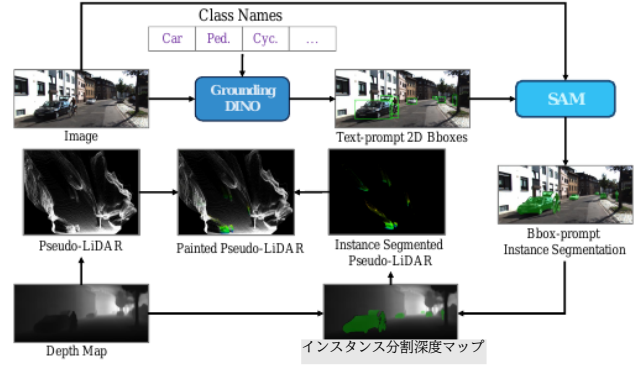 Class Names
Car
Ped.
Cyc.
...
Grounding
DINO
SAM
Image
Text-prompt 2D Bboxes
Pseudo-LiDAR
Painted Pseudo-LiDAR
Instance Segmented
Pseudo-LiDAR
Bbox-prompt
Instance Segmentation
Depth Map
インスタンス分割深度マップ